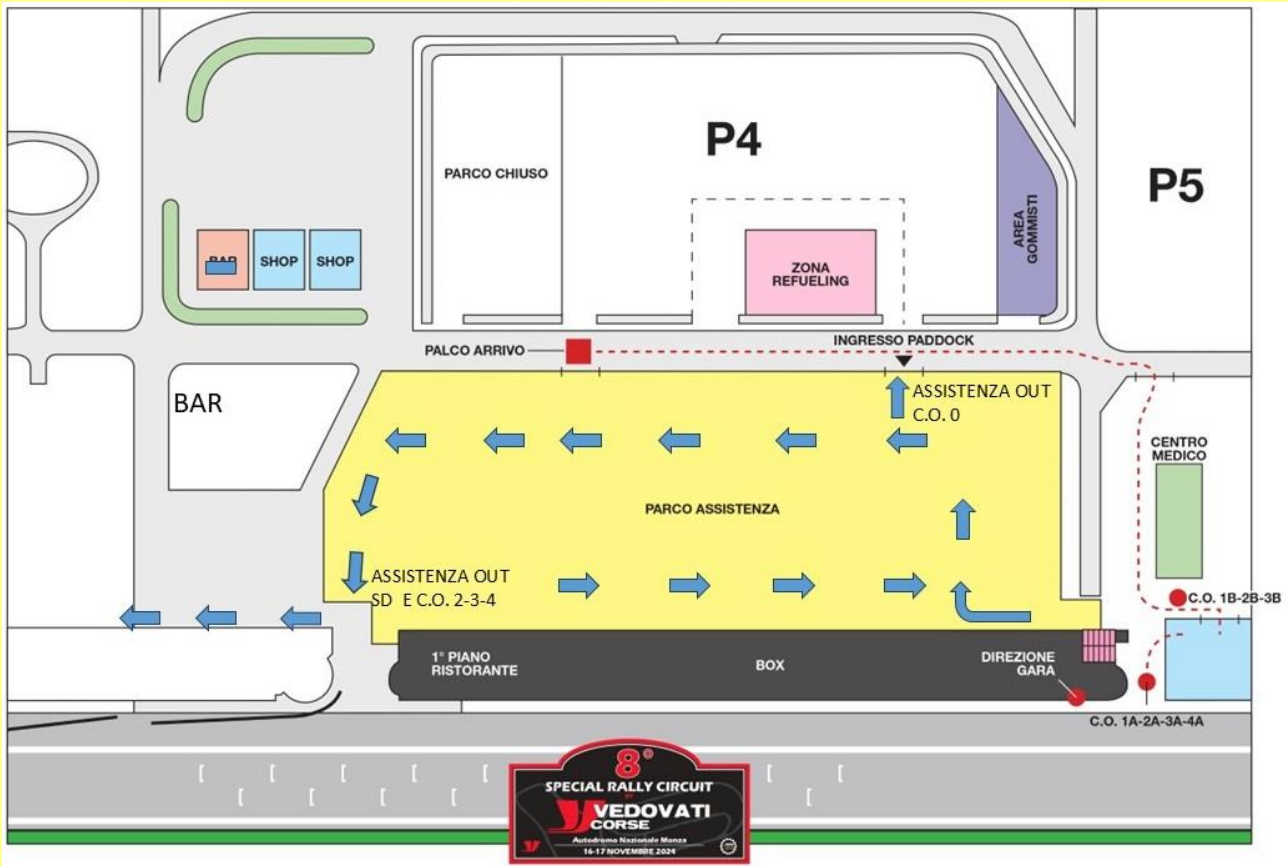 P4
P5
PARCO CHIUSO
AREA
GOMMISTI
SHOP
SHOP
ZONA
REFUELING
PALCO ARRIVO
INGRESSO PADDOCK
BAR
ASSISTENZA OUT
C.O. 0
CENTRO
MEDICO
PARCO ASSISTENZA
ASSISTENZA OUT
SD E C.O. 2-3-4
C.O. 1B-2B-3B
1° PIANO
RISTORANTE
BOX
DIREZIONE
GARA
C.O. 1A-2A-3A-4A
8°
SPECIAL RALLY CIRCUIT
BY
VEDOVATI
CORSE
Autodromo Nazionale Monza
16-17 NOVEMBRE 2024